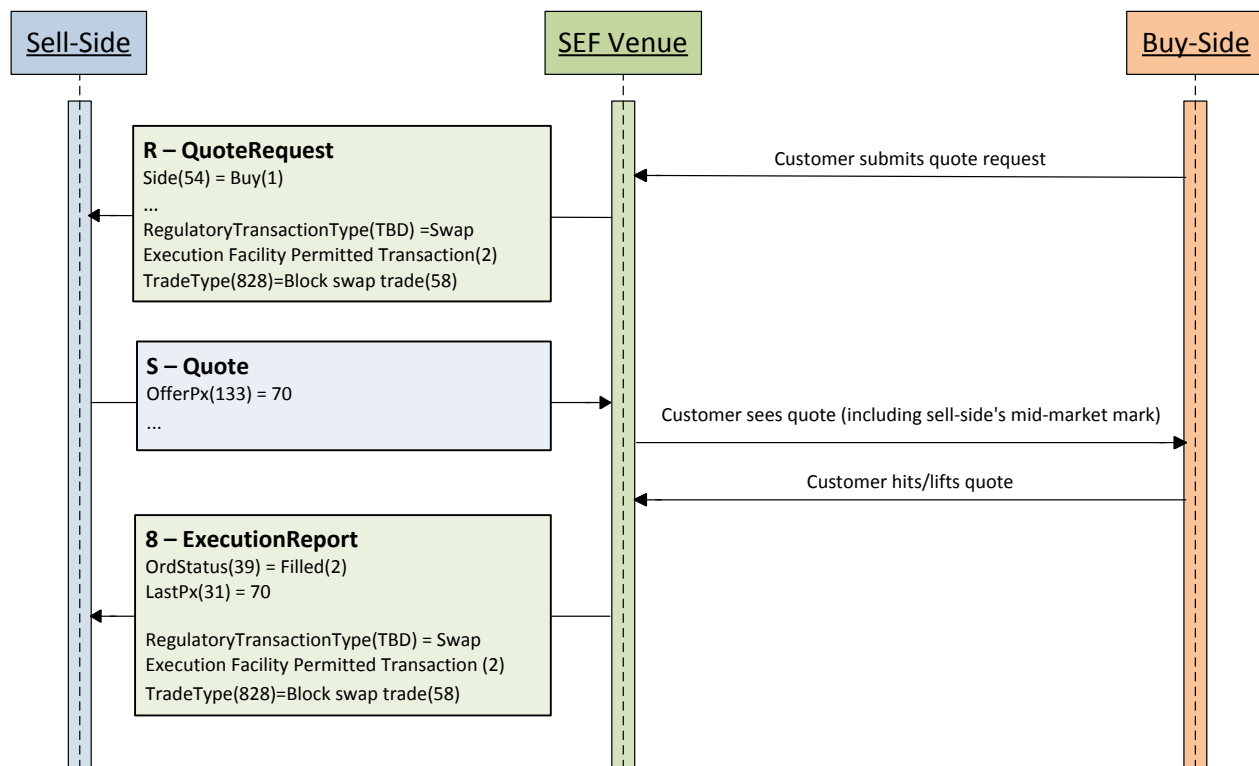 Sell-Side
SEF Venue
Buy-Side
R – QuoteRequest
Side(54) = Buy(1)
...
RegulatoryTransactionType(TBD) =Swap
Execution Facility Permitted Transaction(2)
TradeType(828)=Block swap trade(58)
Customer submits quote request
S – Quote
OfferPx(133) = 70
...
Customer sees quote (including sell-side's mid-market mark)
Customer hits/lifts quote
8 – ExecutionReport
OrdStatus(39) = Filled(2)
LastPx(31) = 70
RegulatoryTransactionType(TBD) = Swap
Execution Facility Permitted Transaction (2)
TradeType(828)=Block swap trade(58)